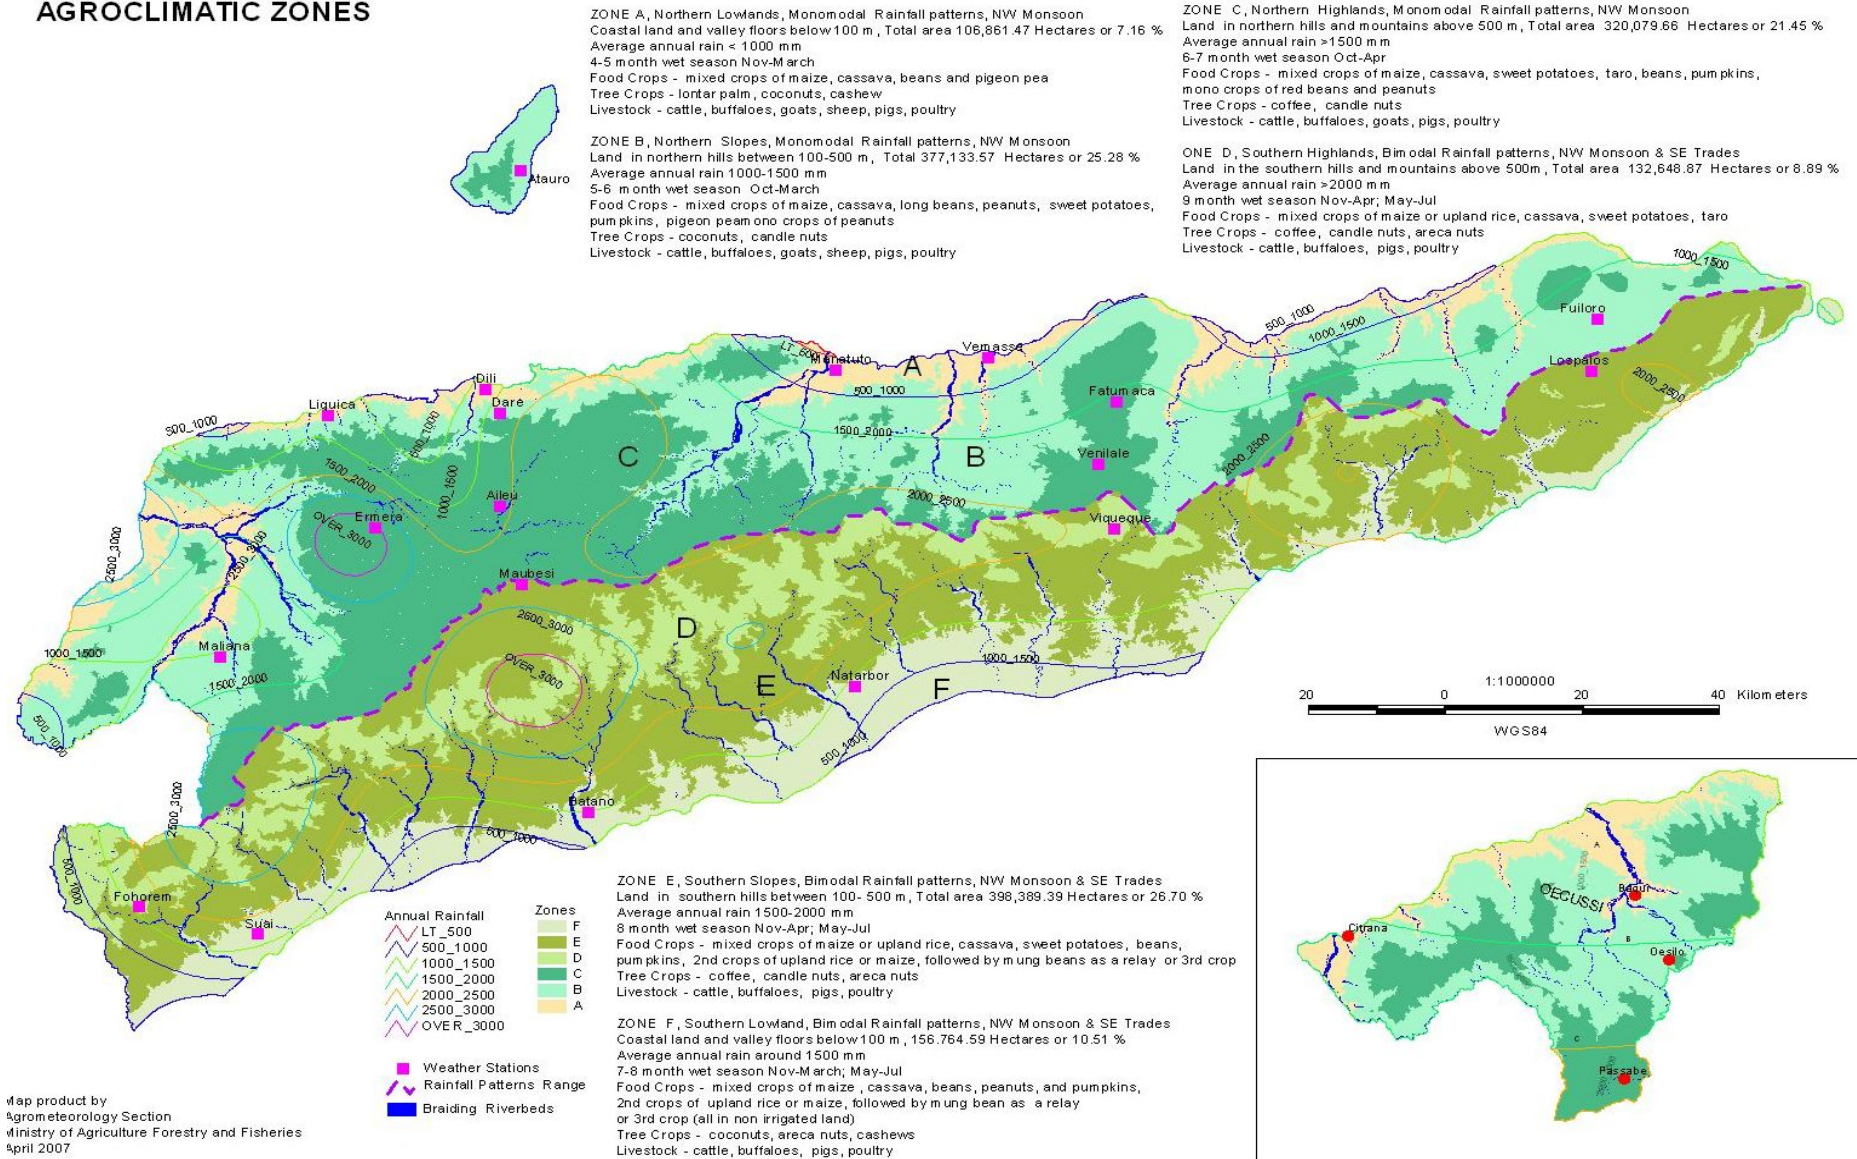 AGROCLIMATIC ZONES
ZONE A, Northern Lowlands, Monomodal Rainfall patterns, NW Monsoon
Coastal land and valley floors below 100 m, Total area 106,861.47 Hectares or 7.16 %
Average annual rain < 1000 mm
4-5 month wet season Nov-March
Food Crops - mixed crops of maize, cassava, beans and pigeon pea
Tree Crops - lontar palm, coconuts, cashew
Livestock - cattle, buffaloes, goats, sheep, pigs, poultry
ZONE B, Northern Slopes, Monomodal Rainfall patterns, NW Monsoon
Land in northern hills between 100-500 m, Total 377,133.57 Hectares or 25.28 %
Average annual rain 1000-1500 mm
5-6 month wet season Oct-March
Food Crops - mixed crops of maize, cassava, long beans, peanuts, sweet potatoes,
pumpkins, pigeon peamono crops of peanuts
Tree Crops - coconuts, candle nuts
Livestock - cattle, buffaloes, goats, sheep, pigs, poultry
ZONE C, Northern Highlands, Monomodal Rainfall patterns, NW Monsoon
Land in northern hills and mountains above 500 m, Total area 320,079.66 Hectares or 21.45 %
Average annual rain >1500 mm
6-7 month wet season Oct-Apr
Food Crops - mixed crops of maize, cassava, sweet potatoes, taro, beans, pumpkins,
mono crops of red beans and peanuts
Tree Crops - coffee, candle nuts
Livestock - cattle, buffaloes, goats, pigs, poultry
ONE D, Southern Highlands, Bimodal Rainfall patterns, NW Monsoon & SE Trades
Land in the southern hills and mountains above 500m, Total area 132,648.87 Hectares or 8.89 %
Average annual rain >2000 mm
9 month wet season Nov-Apr; May-Jul
Food Crops - mixed crops of maize or upland rice, cassava, sweet potatoes, taro
Tree Crops - coffee, candle nuts, areca nuts
Livestock - cattle, buffaloes, pigs, poultry
Atauro
1000_1500
Fuiloro
500_1000
1000_1500
Lospalos
2000_2500
Manatuto
A
Vemasse
500_1000
Fatumaca
Dili
Dare
Liquica
500_1000
500_1000
1500_2000
C
B
Venilale
2000_2500
1500_2000
1000_1500
Aileu
2000_2500
Ermera
OVER_3000
Viqueque
2500_3000
2500_3000
Maubesi
2500_3000
D
OVER_3000
Maliana
1000_1500
1500_2000
500_1000
E
Natarbor
F
1000_1500
500_1000
Batano
500_1000
2500_3000
500_1000
Fohorem
Suai
1:1000000
20 0 20 40 Kilometers
WGS84
A
1000_1500
OECUSSI
Citrana
B
Oesilo
C
Passabe
Annual Rainfall
LT_500
500_1000
1000_1500
1500_2000
2000_2500
2500_3000
OVER_3000
Zones
F
E
D
C
B
A
Weather Stations
Rainfall Patterns Range
Braiding Riverbeds
ZONE E, Southern Slopes, Bimodal Rainfall patterns, NW Monsoon & SE Trades
Land in southern hills between 100- 500 m, Total area 398,389.39 Hectares or 26.70 %
Average annual rain 1500-2000 mm
8 month wet season Nov-Apr; May-Jul
Food Crops - mixed crops of maize or upland rice, cassava, sweet potatoes, beans,
pumpkins, 2nd crops of upland rice or maize, followed by mung beans as a relay or 3rd crop
Tree Crops - coffee, candle nuts, areca nuts
Livestock - cattle, buffaloes, pigs, poultry
ZONE F, Southern Lowland, Bimodal Rainfall patterns, NW Monsoon & SE Trades
Coastal land and valley floors below 100 m, 156.764.59 Hectares or 10.51 %
Average annual rain around 1500 mm
7-8 month wet season Nov-March; May-Jul
Food Crops - mixed crops of maize , cassava, beans, peanuts, and pumpkins,
2nd crops of upland rice or maize, followed by mung bean as a relay
or 3rd crop (all in non irrigated land)
Tree Crops - coconuts, areca nuts, cashews
Livestock - cattle, buffaloes, pigs, poultry
Map product by
Agrometeorology Section
Ministry of Agriculture Forestry and Fisheries
April 2007